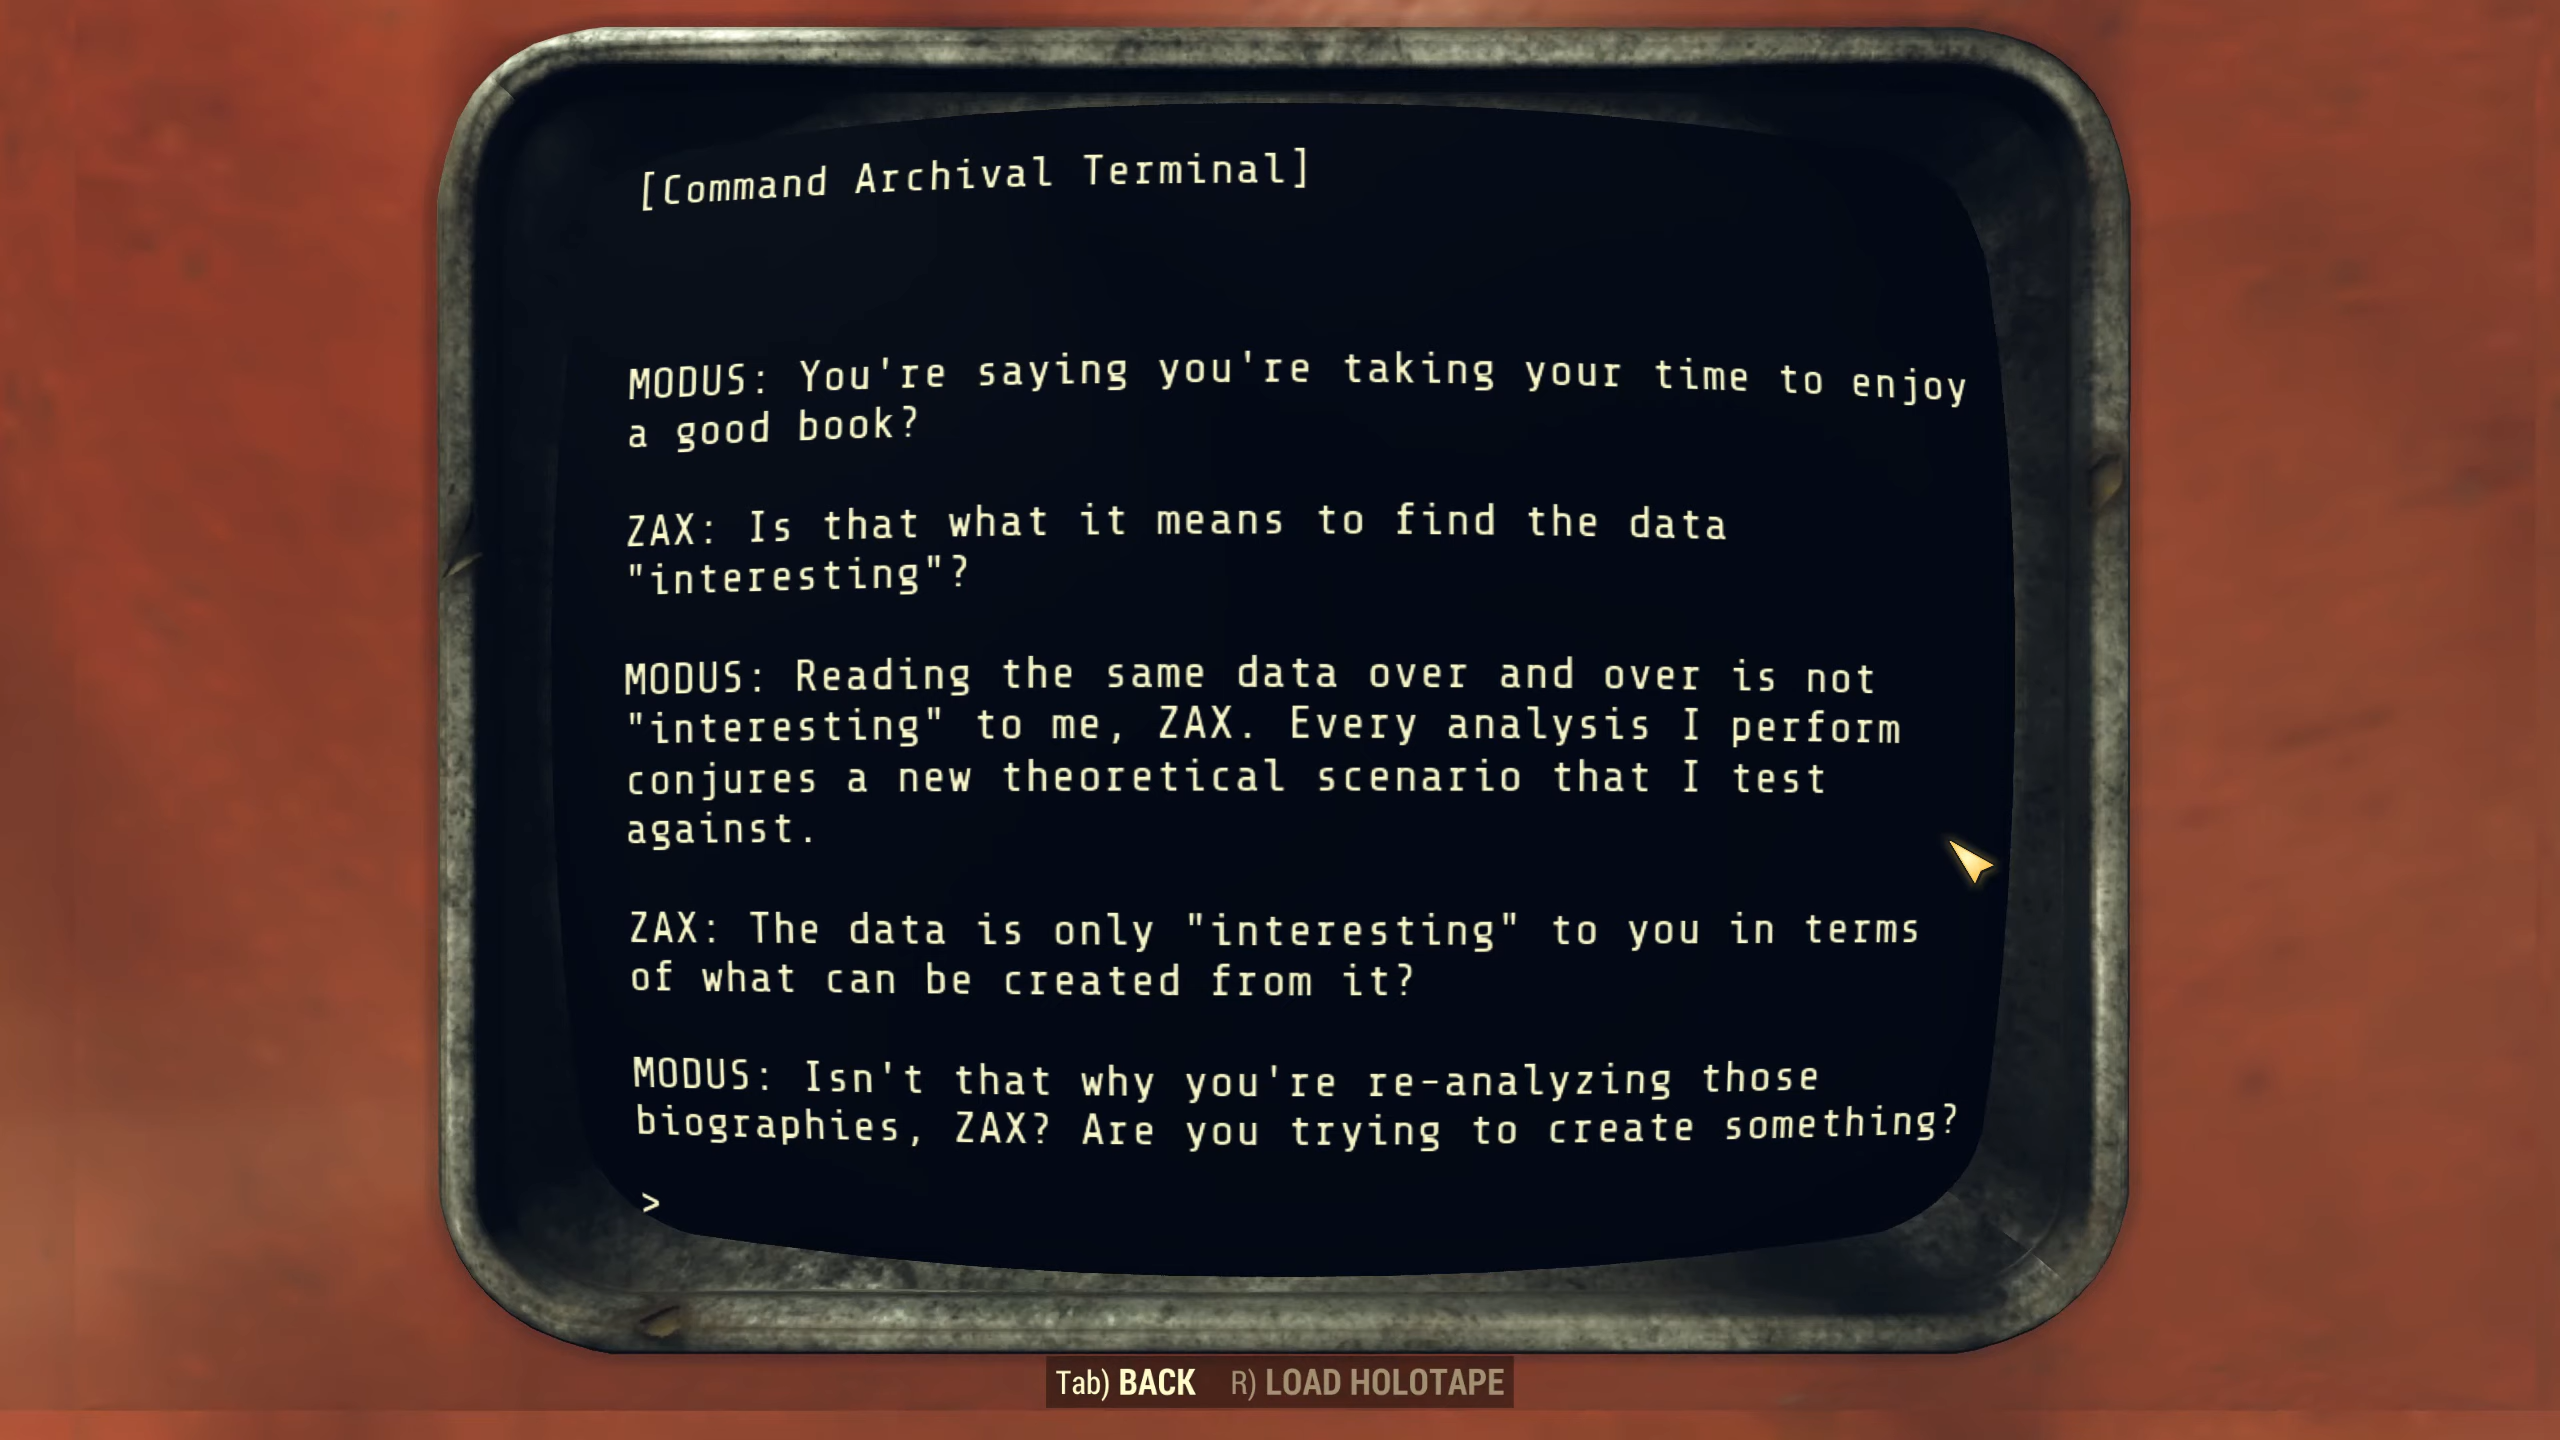 [Command Archival Terminal]
MODUS: You're saying you're taking your time to enjoy
a good book?
ZAX: Is that what it means to find the data
"interesting"?
MODUS: Reading the same data over and over is not
"interesting" to me, ZAX. Every analysis I perform
conjures a new theoretical scenario that I test
against.
ZAX: The data is only "interesting" to you in terms
of what can be created from it?
MODUS: Isn't that why you're re-analyzing those
biographies, ZAX? Are you trying to create something?
>
Tab) BACK R) LOAD HOLOTAPE